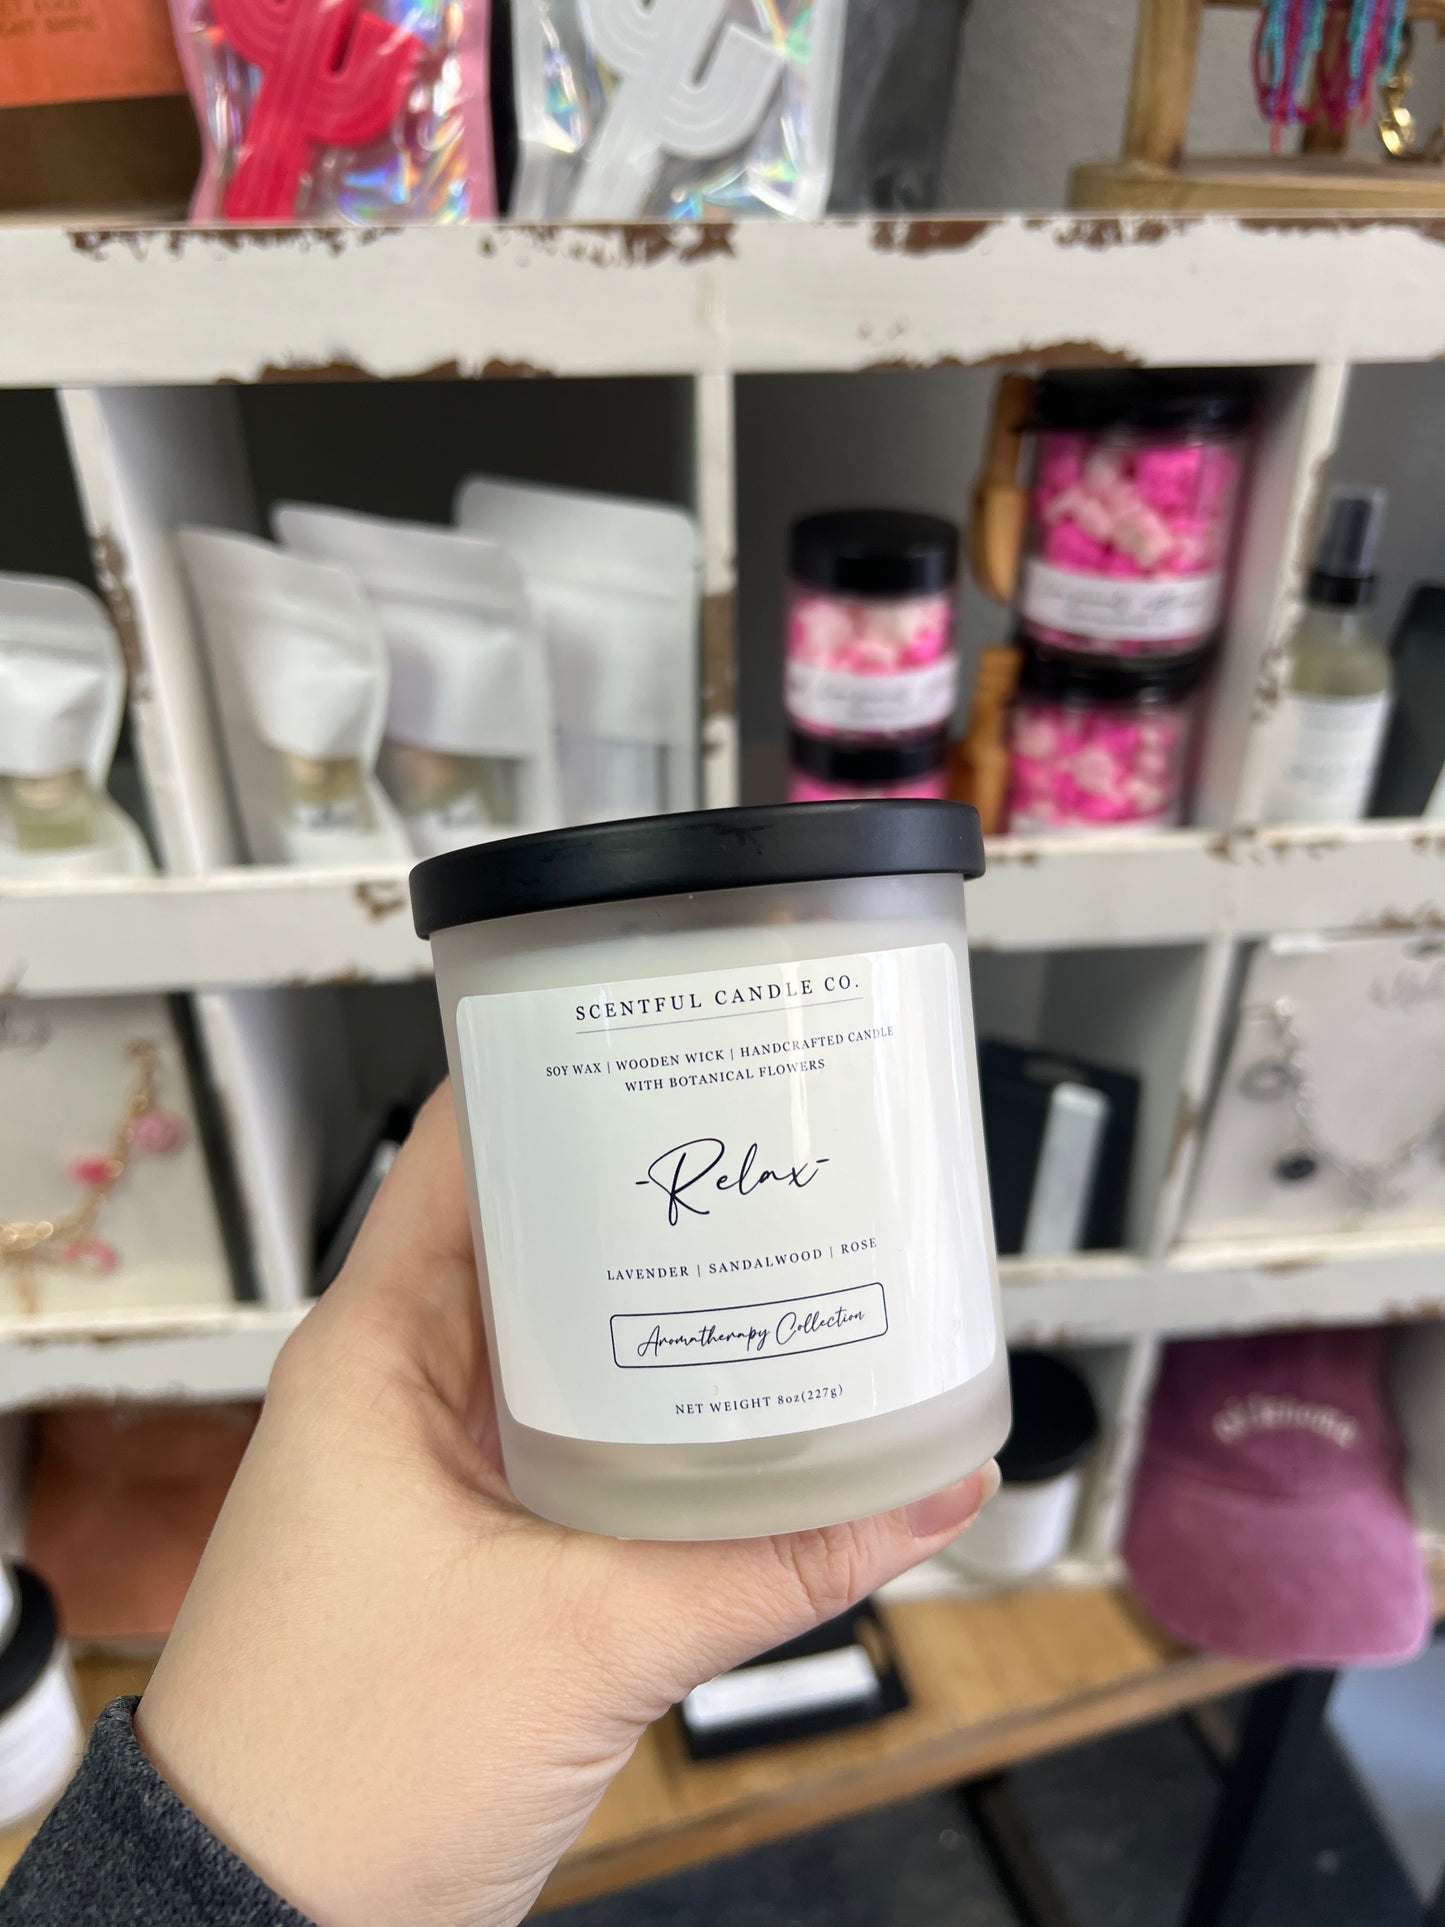 SCENTFUL CANDLE CO.
SOY WAX | WOODEN WICK | HANDCRAFTED CANDLE
WITH BOTANICAL FLOWERS
-Relax-
LAVENDER | SANDALWOOD | ROSE
Aromatherapy Collection
NET WEIGHT 8oz(227g)